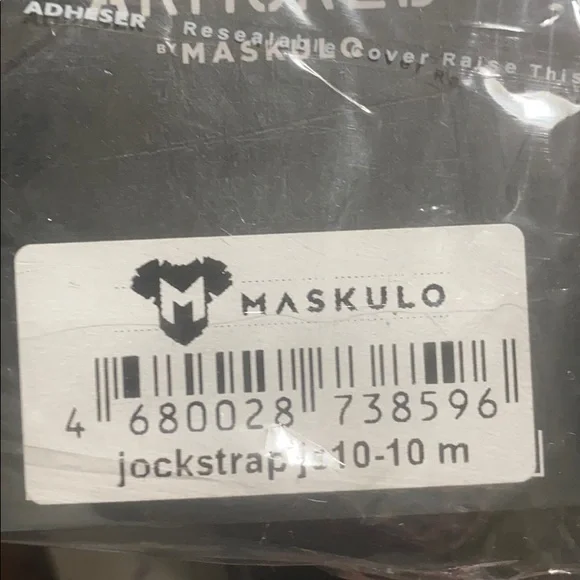 ADHESER
Resealable Cover Raise This
BY MASKULO
M MASKULO
4 680028 738596
jockstrap js10-10 m